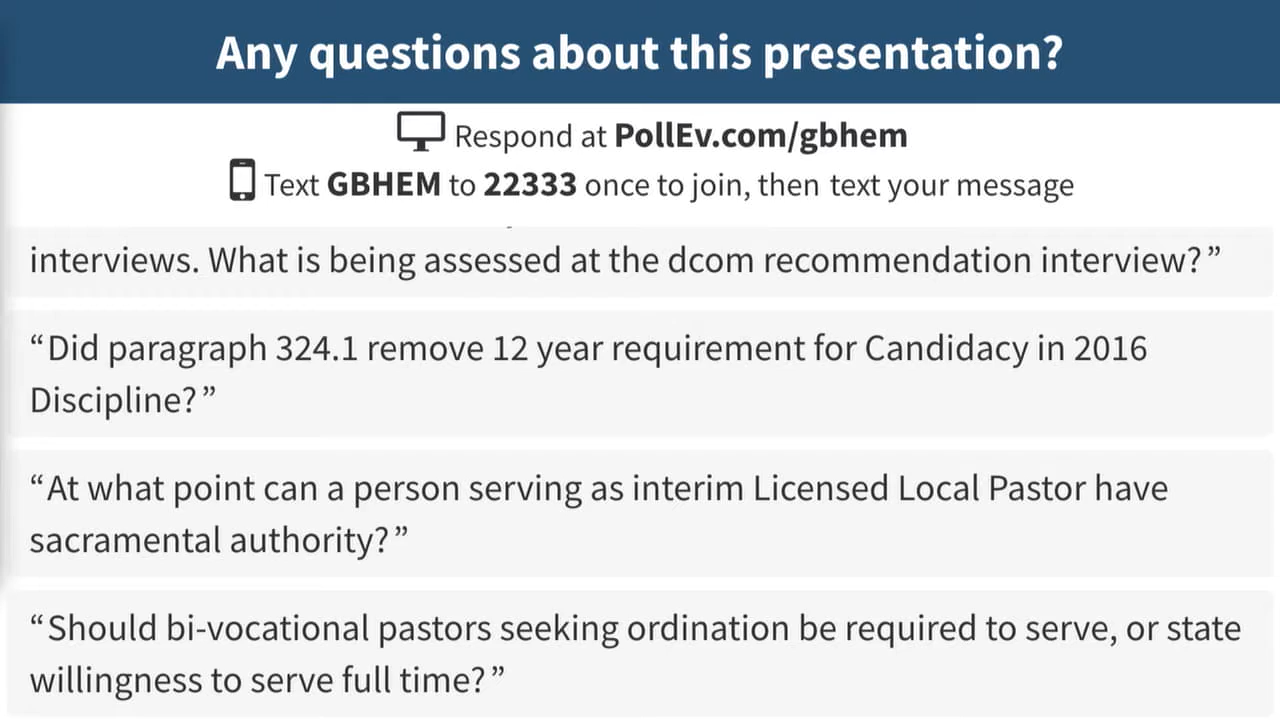 Any questions about this presentation?
Respond at PollEv.com/gbhem
Text GBHEM to 22333 once to join, then text your message
interviews. What is being assessed at the dcom recommendation interview?”
“Did paragraph 324.1 remove 12 year requirement for Candidacy in 2016
Discipline?”
“At what point can a person serving as interim Licensed Local Pastor have
sacramental authority?”
“Should bi-vocational pastors seeking ordination be required to serve, or state
willingness to serve full time?”